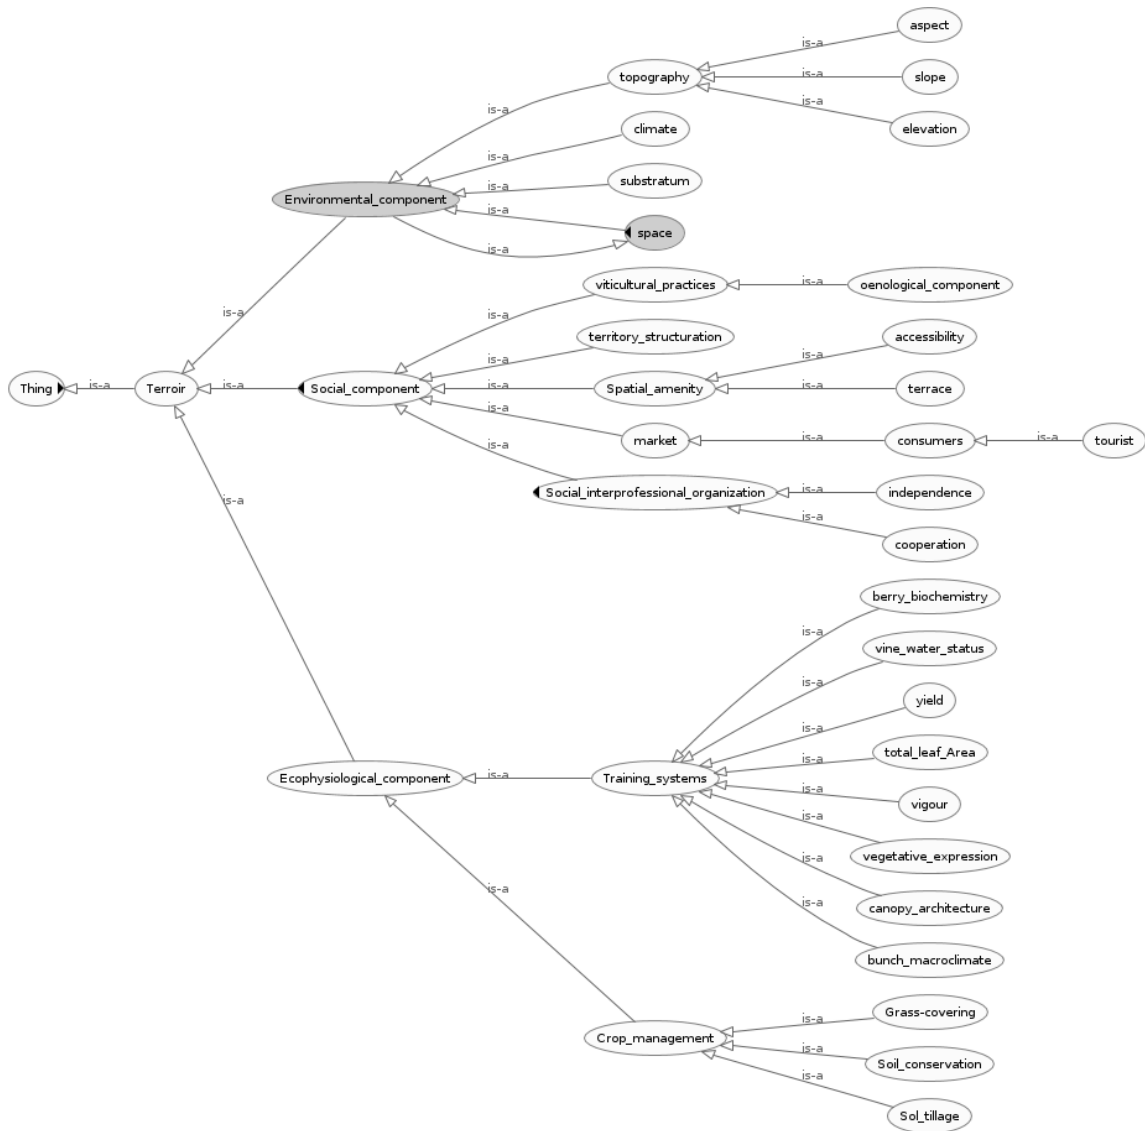 aspect
is-a
topography
is-a
slope
is-a
is-a
elevation
climate
is-a
substratum
is-a
Environmental_component
is-a
space
is-a
viticultural_practices
is-a
oenological_component
is-a
is-a
territory_structuration
accessibility
is-a
is-a
Thing
is-a
Terroir
is-a
Social_component
is-a
Spatial_amenity
is-a
terrace
is-a
market
is-a
consumers
is-a
tourist
is-a
Social_interprofessional_organization
is-a
independence
is-a
is-a
cooperation
berry_biochemistry
is-a
vine_water_status
is-a
yield
is-a
total_leaf_Area
is-a
Ecophysiological_component
is-a
Training_systems
is-a
vigour
is-a
vegetative_expression
is-a
is-a
canopy_architecture
is-a
bunch_macroclimate
Grass-covering
is-a
Crop_management
is-a
Soil_conservation
is-a
Sol_tillage